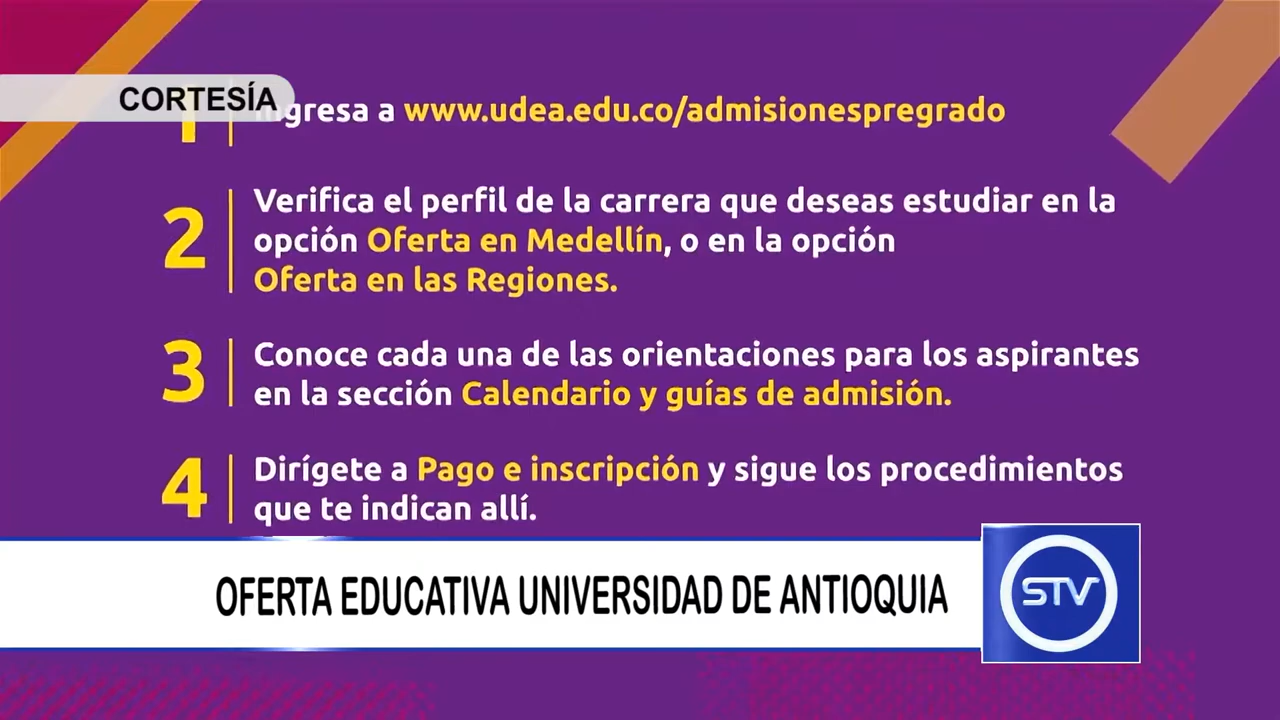 CORTESÍA
1
ngresa a www.udea.edu.co/admisionespregrado
2
Verifica el perfil de la carrera que deseas estudiar en la
opción Oferta en Medellín, o en la opción
Oferta en las Regiones.
3
Conoce cada una de las orientaciones para los aspirantes
en la sección Calendario y guías de admisión.
4
Dirígete a Pago e inscripción y sigue los procedimientos
que te indican allí.
OFERTA EDUCATIVA UNIVERSIDAD DE ANTIOQUIA
STV